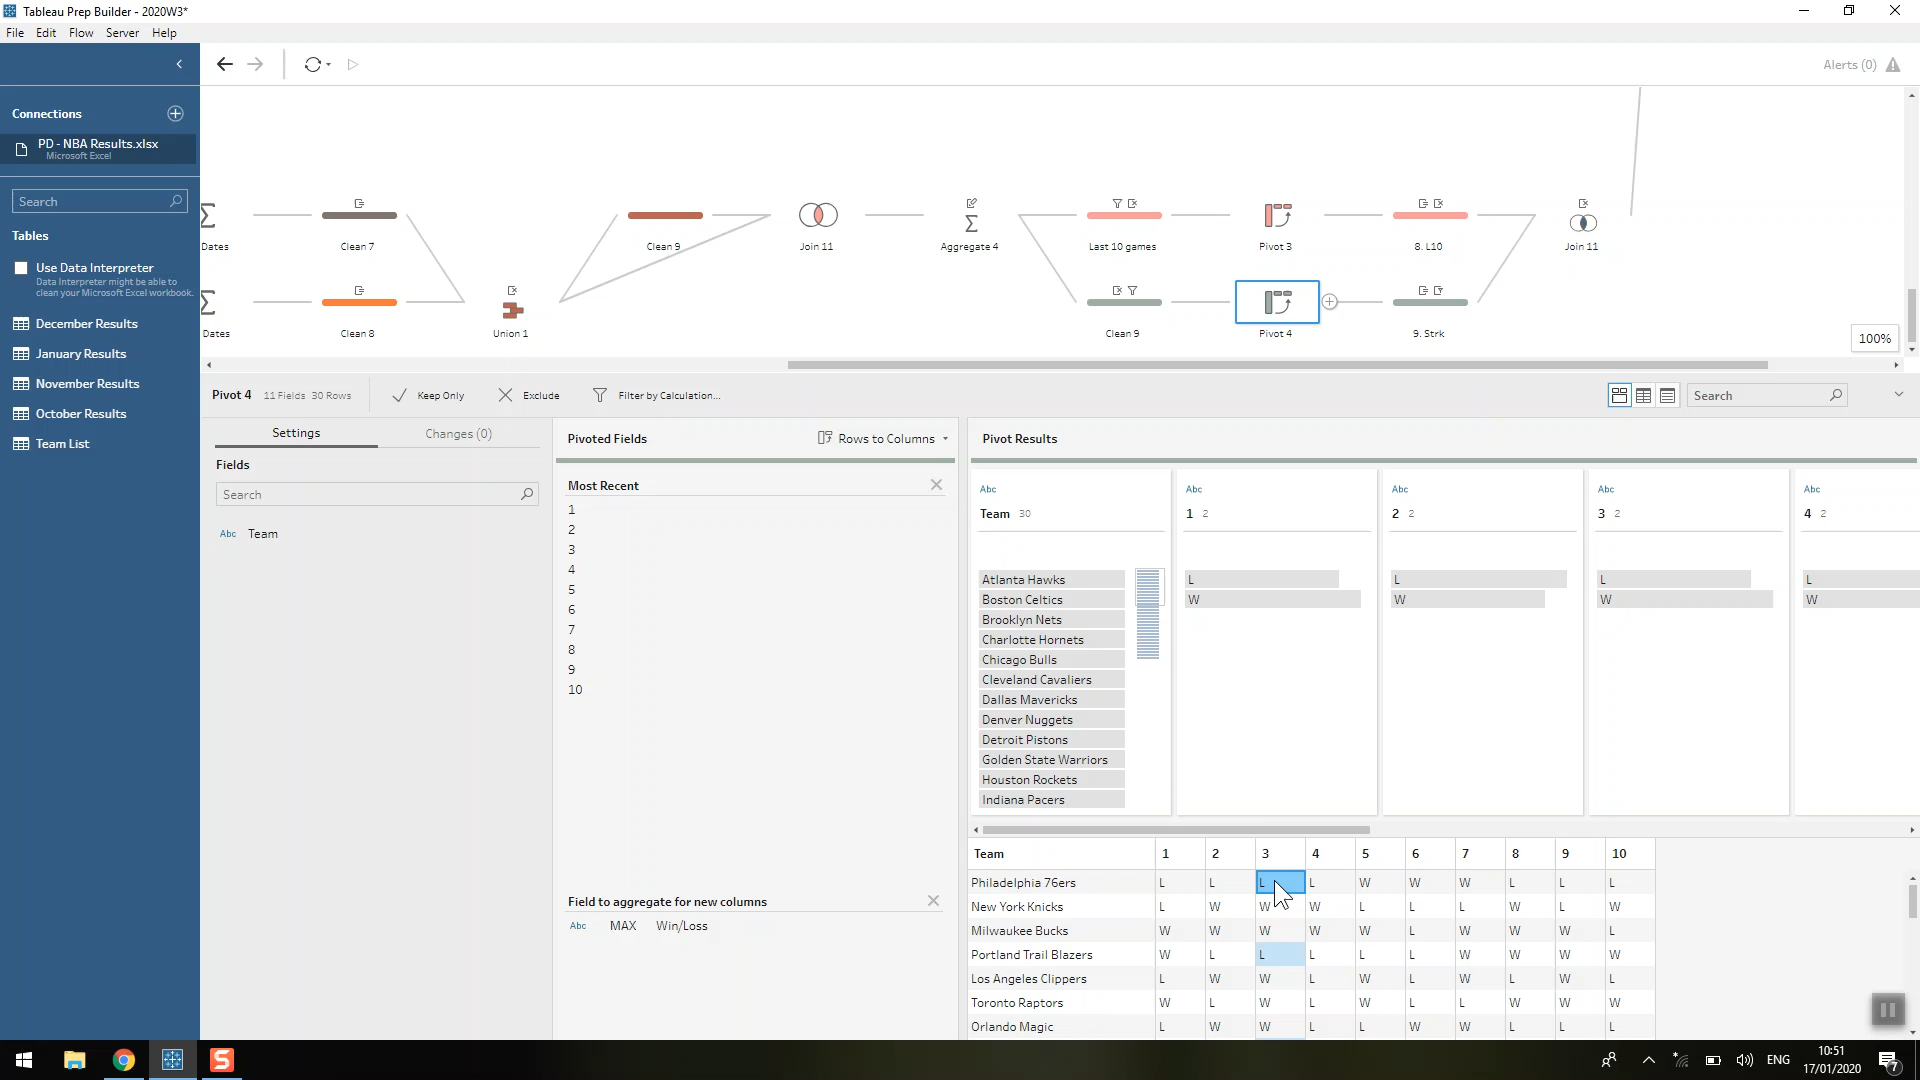 Tableau Prep Builder - 2020W3*
File Edit Flow Server Help
Alerts (0)
Connections
PD - NBA Results.xlsx
Microsoft Excel
Search
Tables
Use Data Interpreter
Data Interpreter might be able to
clean your Microsoft Excel workbook.
December Results
January Results
November Results
October Results
Team List
Dates
Clean 7
Clean 9
Join 11
Aggregate 4
Last 10 games
Pivot 3
8. L10
Join 11
Dates
Clean 8
Union 1
Clean 9
Pivot 4
9. Strk
100%
Pivot 4 11 Fields 30 Rows Keep Only Exclude Filter by Calculation... Search
Settings Changes (0)
Fields
Search
Abc Team
Pivoted Fields Rows to Columns
Most Recent
1
2
3
4
5
6
7
8
9
10
Field to aggregate for new columns
Abc MAX Win/Loss
Pivot Results
Abc Abc Abc Abc Abc
Team 30 1 2 2 2 3 2 4 2
Atlanta Hawks L L L L
Boston Celtics W W W W
Brooklyn Nets
Charlotte Hornets
Chicago Bulls
Cleveland Cavaliers
Dallas Mavericks
Denver Nuggets
Detroit Pistons
Golden State Warriors
Houston Rockets
Indiana Pacers
Team 1 2 3 4 5 6 7 8 9 10
Philadelphia 76ers L L L L W W W L L L
New York Knicks L W W W L L L W L W
Milwaukee Bucks W W W W W L W W W L
Portland Trail Blazers W L L L L L W W W W
Los Angeles Clippers L W W L W L W L W L
Toronto Raptors W L W L W L L W W W
Orlando Magic L W W L L W W L L L
S
ENG
10:51
17/01/2020
7